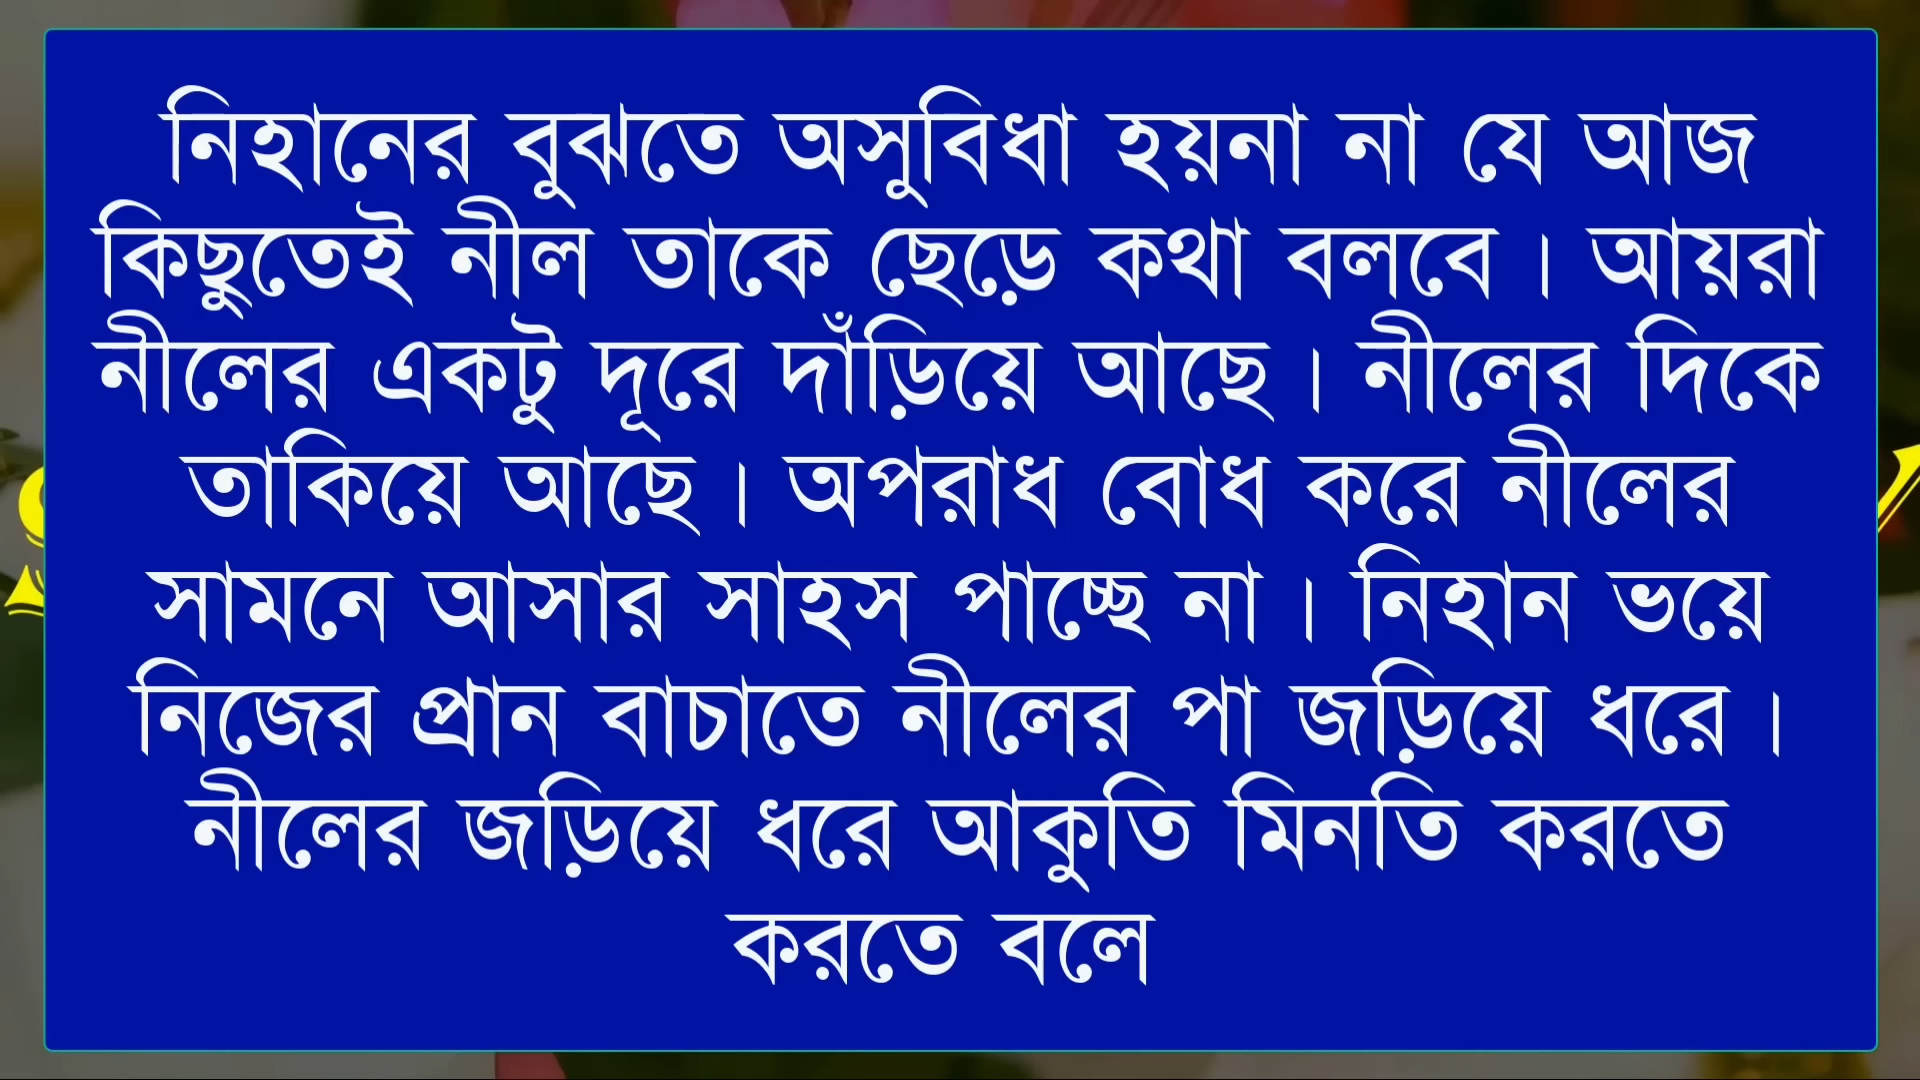 নিহানের বুঝতে অসুবিধা হয়না না যে আজ
কিছুতেই নীল তাকে ছেড়ে কথা বলবে । আয়রা
নীলের একটু দূরে দাঁড়িয়ে আছে । নীলের দিকে
তাকিয়ে আছে । অপরাধ বোধ করে নীলের
সামনে আসার সাহস পাচ্ছে না । নিহান ভয়ে
নিজের প্রান বাচাতে নীলের পা জড়িয়ে ধরে ।
নীলের জড়িয়ে ধরে আকুতি মিনতি করতে
করতে বলে